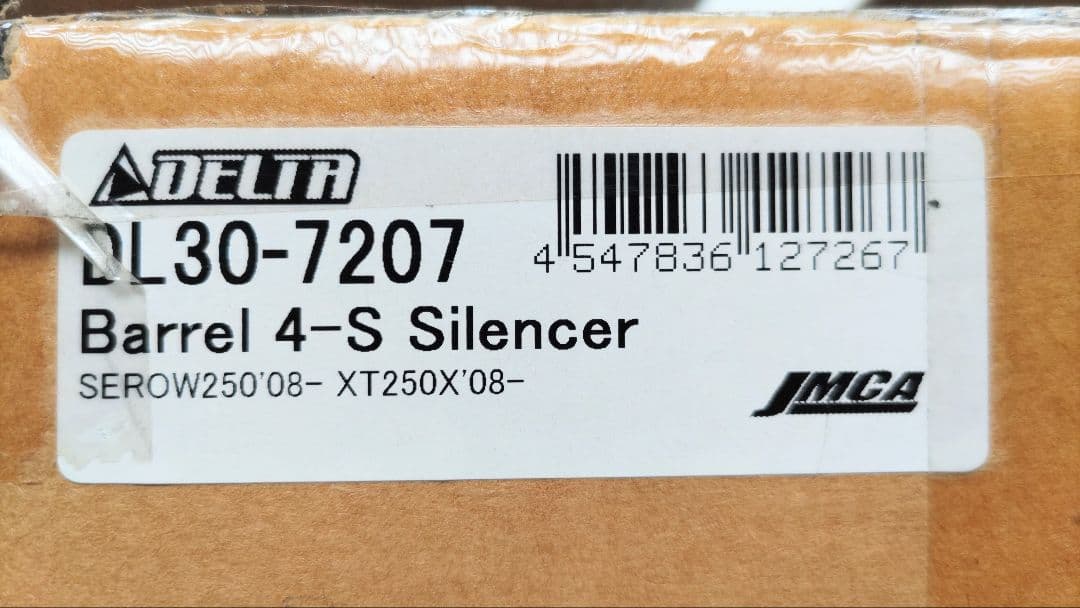 DELTA
DL30-7207
4 547836 127267
Barrel 4-S Silencer
SEROW250'08- XT250X'08-
JMCA